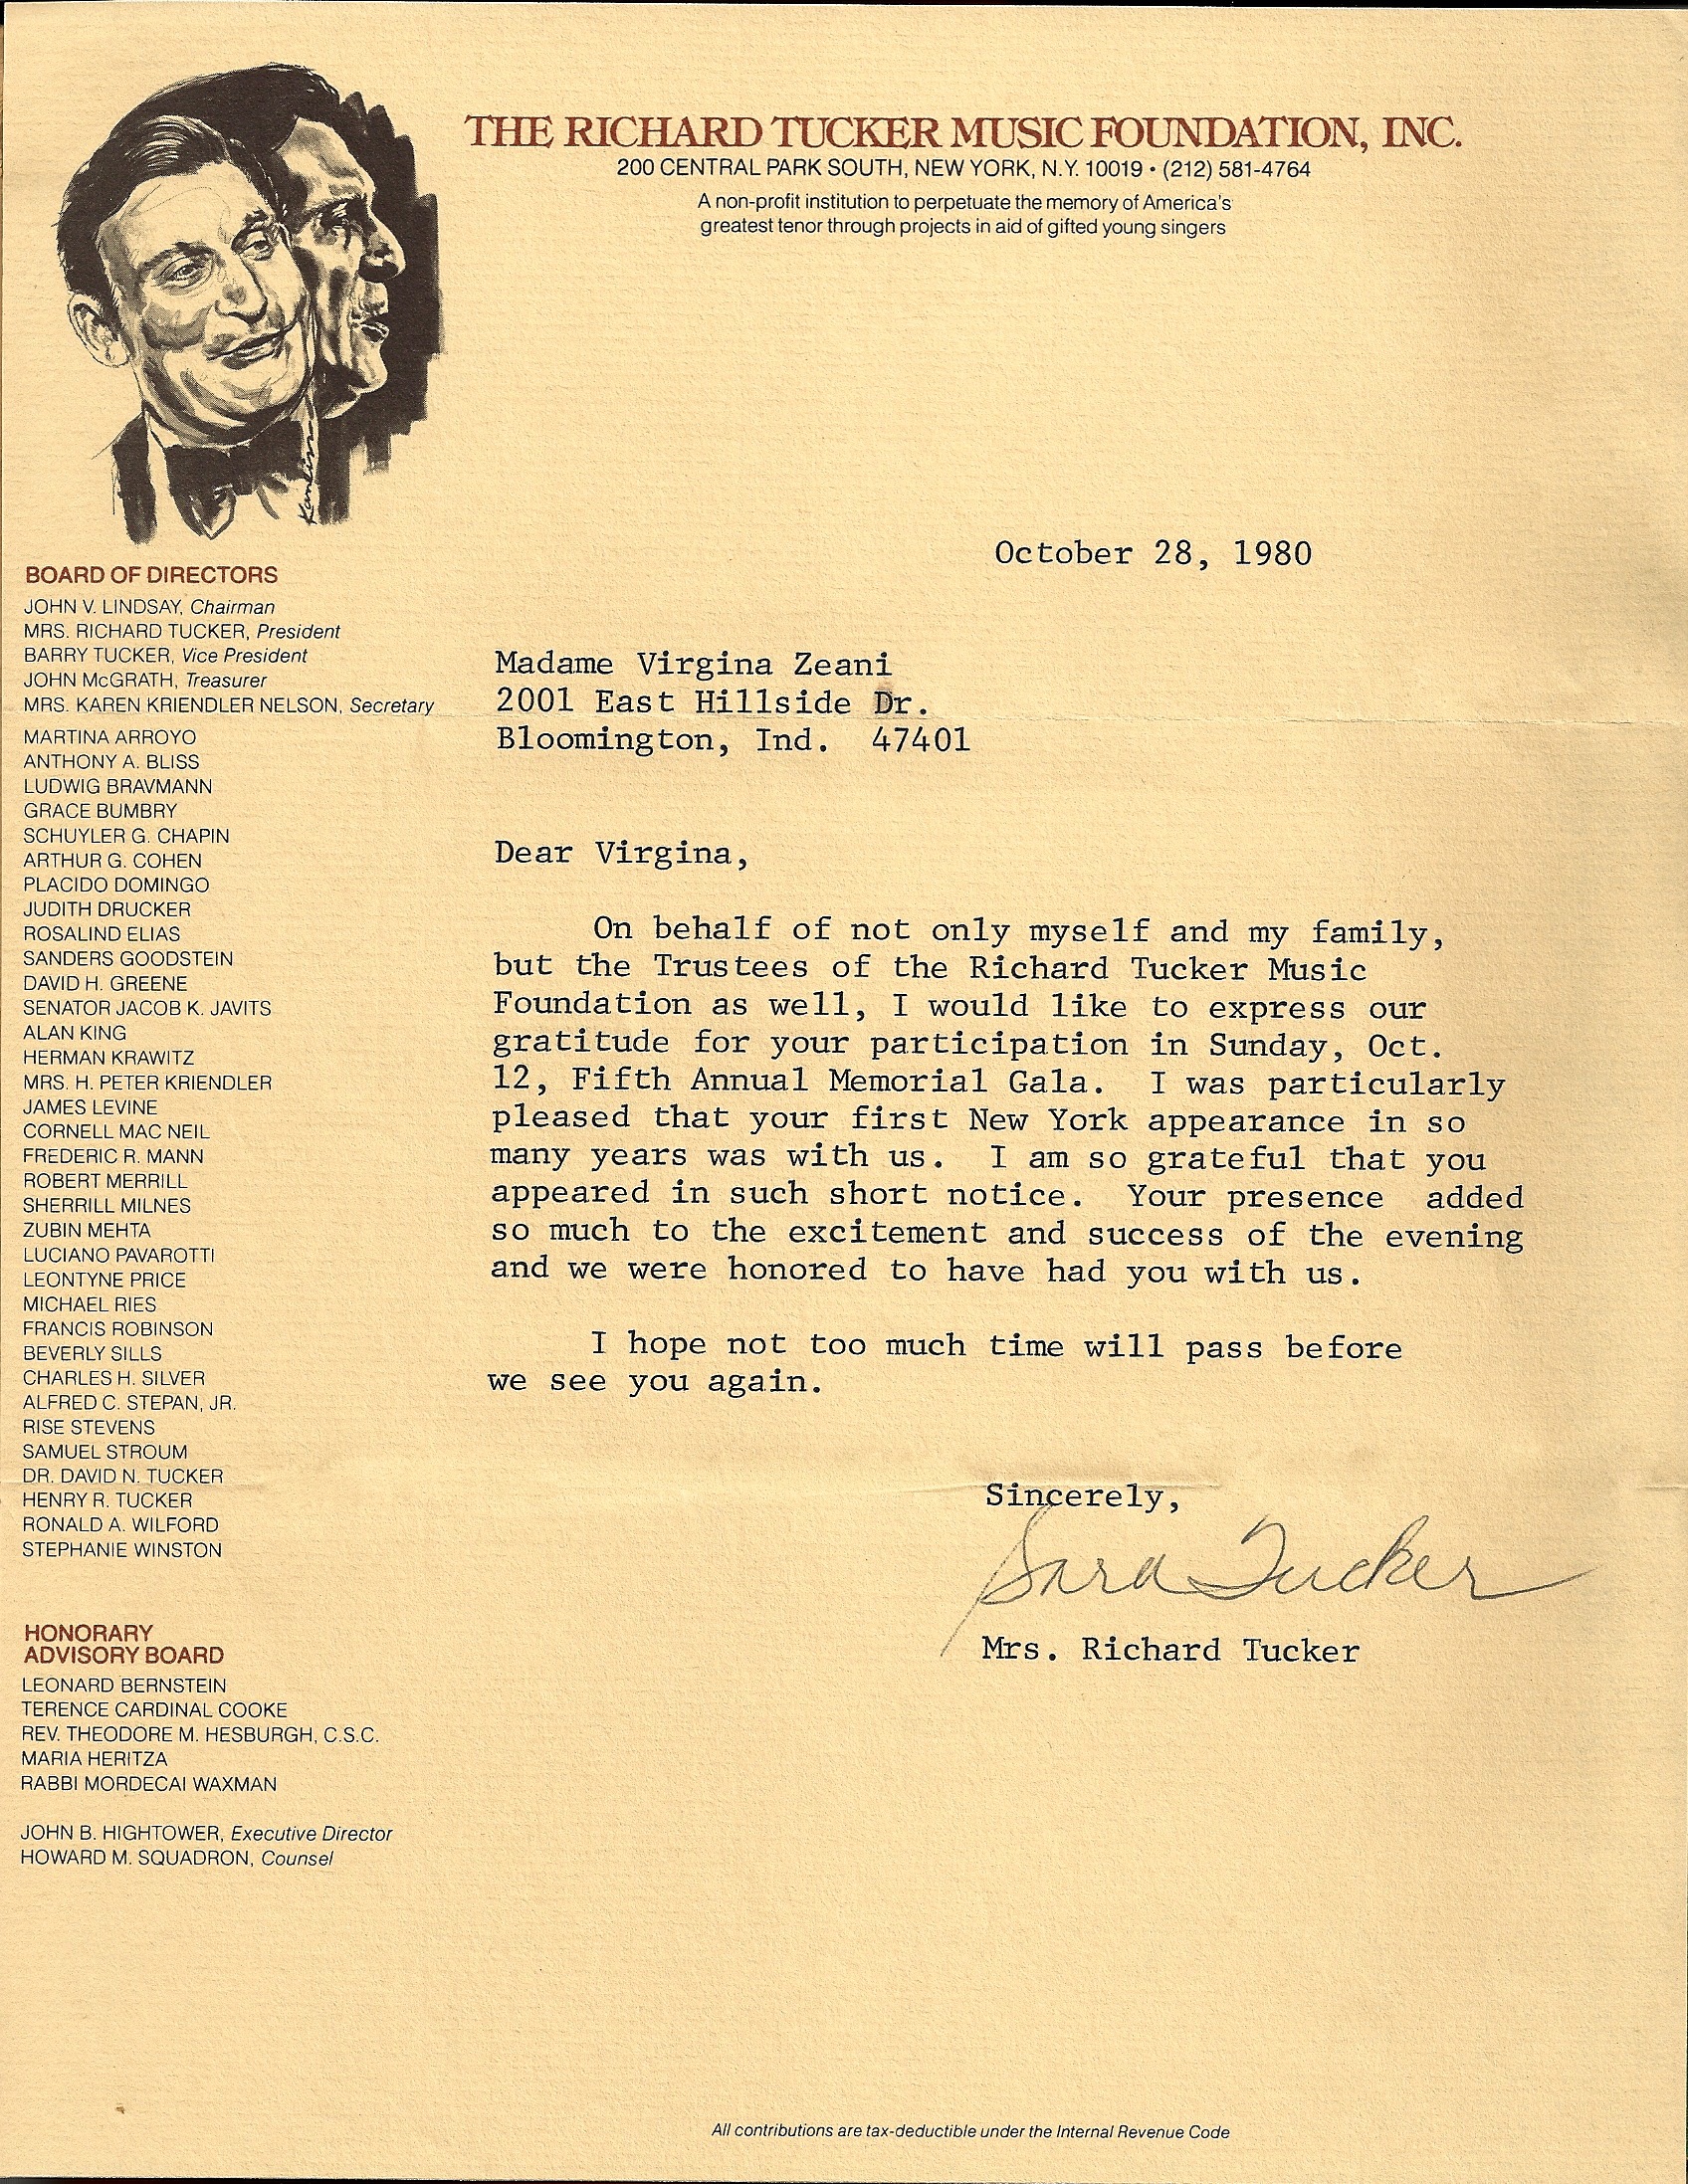 THE RICHARD TUCKER MUSIC FOUNDATION, INC.
200 CENTRAL PARK SOUTH, NEW YORK, N.Y. 10019 • (212) 581-4764
A non-profit institution to perpetuate the memory of America's
greatest tenor through projects in aid of gifted young singers
October 28, 1980
Madame Virgina Zeani
2001 East Hillside Dr.
Bloomington, Ind.  47401
Dear Virgina,
On behalf of not only myself and my family,
but the Trustees of the Richard Tucker Music
Foundation as well, I would like to express our
gratitude for your participation in Sunday, Oct.
12, Fifth Annual Memorial Gala.  I was particularly
pleased that your first New York appearance in so
many years was with us.  I am so grateful that you
appeared in such short notice.  Your presence  added
so much to the excitement and success of the evening
and we were honored to have had you with us.
I hope not too much time will pass before
we see you again.
Sincerely,
Sara Tucker
Mrs. Richard Tucker
BOARD OF DIRECTORS
JOHN V. LINDSAY, Chairman
MRS. RICHARD TUCKER, President
BARRY TUCKER, Vice President
JOHN McGRATH, Treasurer
MRS. KAREN KRIENDLER NELSON, Secretary
MARTINA ARROYO
ANTHONY A. BLISS
LUDWIG BRAVMANN
GRACE BUMBRY
SCHUYLER G. CHAPIN
ARTHUR G. COHEN
PLACIDO DOMINGO
JUDITH DRUCKER
ROSALIND ELIAS
SANDERS GOODSTEIN
DAVID H. GREENE
SENATOR JACOB K. JAVITS
ALAN KING
HERMAN KRAWITZ
MRS. H. PETER KRIENDLER
JAMES LEVINE
CORNELL MAC NEIL
FREDERIC R. MANN
ROBERT MERRILL
SHERRILL MILNES
ZUBIN MEHTA
LUCIANO PAVAROTTI
LEONTYNE PRICE
MICHAEL RIES
FRANCIS ROBINSON
BEVERLY SILLS
CHARLES H. SILVER
ALFRED C. STEPAN, JR.
RISE STEVENS
SAMUEL STROUM
DR. DAVID N. TUCKER
HENRY R. TUCKER
RONALD A. WILFORD
STEPHANIE WINSTON
HONORARY
ADVISORY BOARD
LEONARD BERNSTEIN
TERENCE CARDINAL COOKE
REV. THEODORE M. HESBURGH, C.S.C.
MARIA HERITZA
RABBI MORDECAI WAXMAN
JOHN B. HIGHTOWER, Executive Director
HOWARD M. SQUADRON, Counsel
All contributions are tax-deductible under the Internal Revenue Code